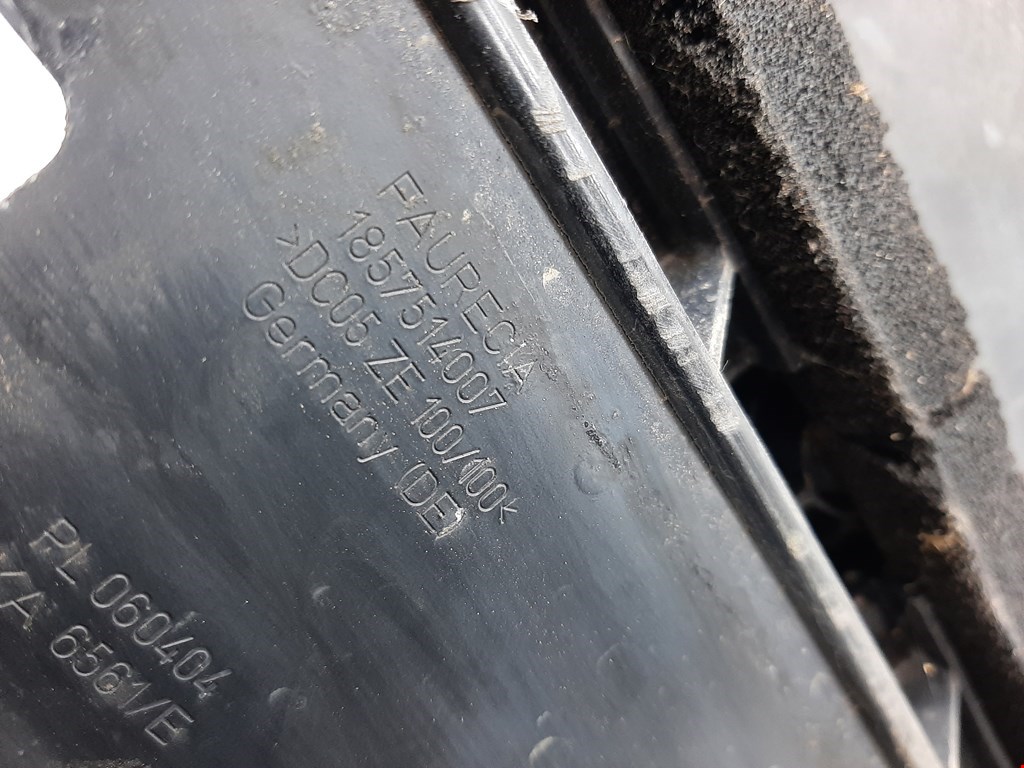 FAURECIA
1857514007
>DC05 ZE 100/100<
Germany (DE)
PL 060404
/A 6561/E